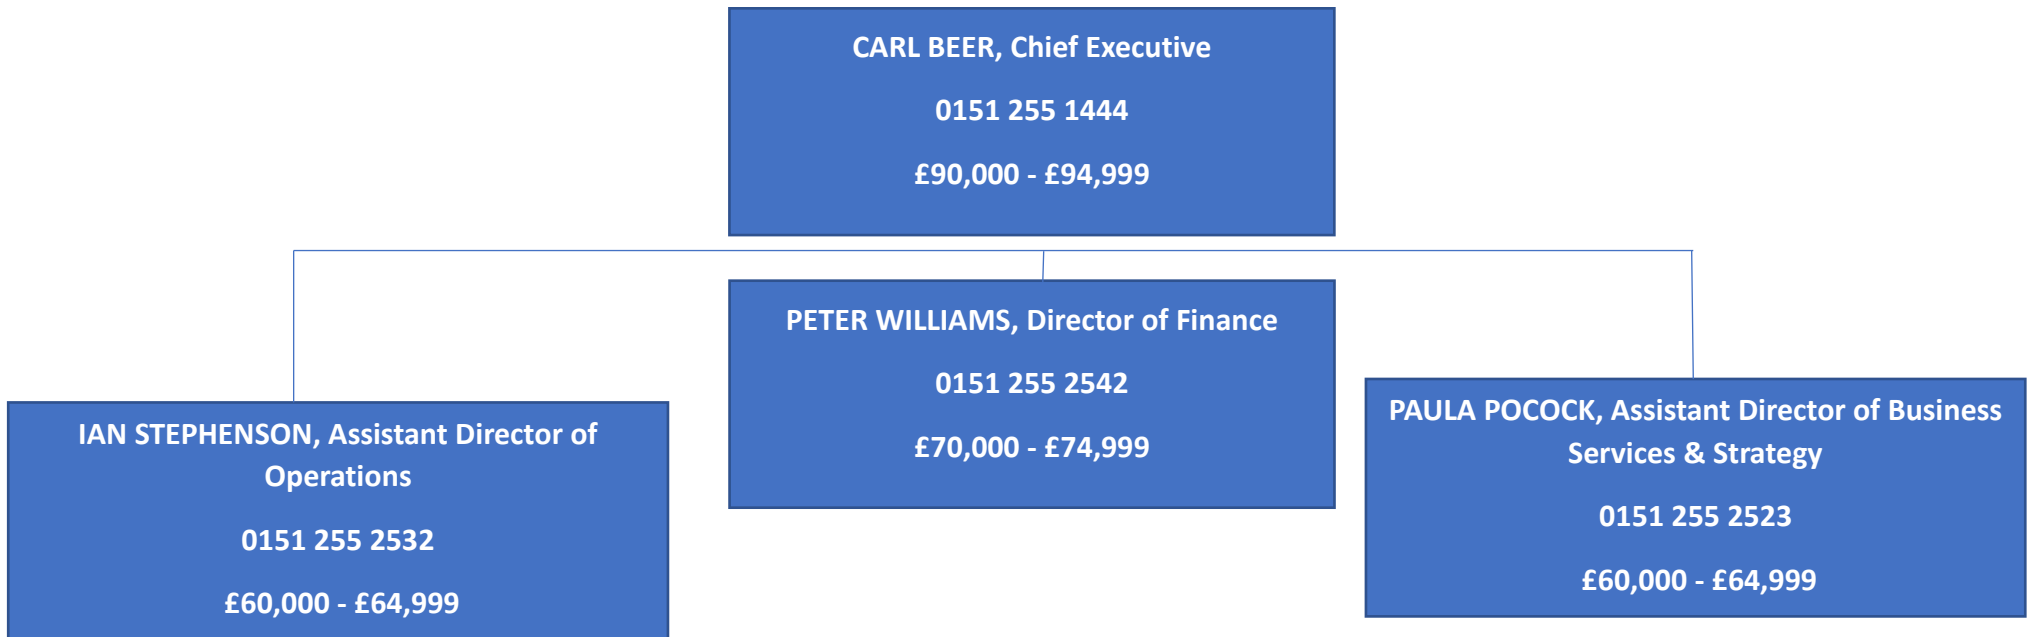 CARL BEER, Chief Executive
0151 255 1444
£90,000 - £94,999
PETER WILLIAMS, Director of Finance
0151 255 2542
£70,000 - £74,999
IAN STEPHENSON, Assistant Director of
Operations
0151 255 2532
£60,000 - £64,999
PAULA POCOCK, Assistant Director of Business
Services & Strategy
0151 255 2523
£60,000 - £64,999